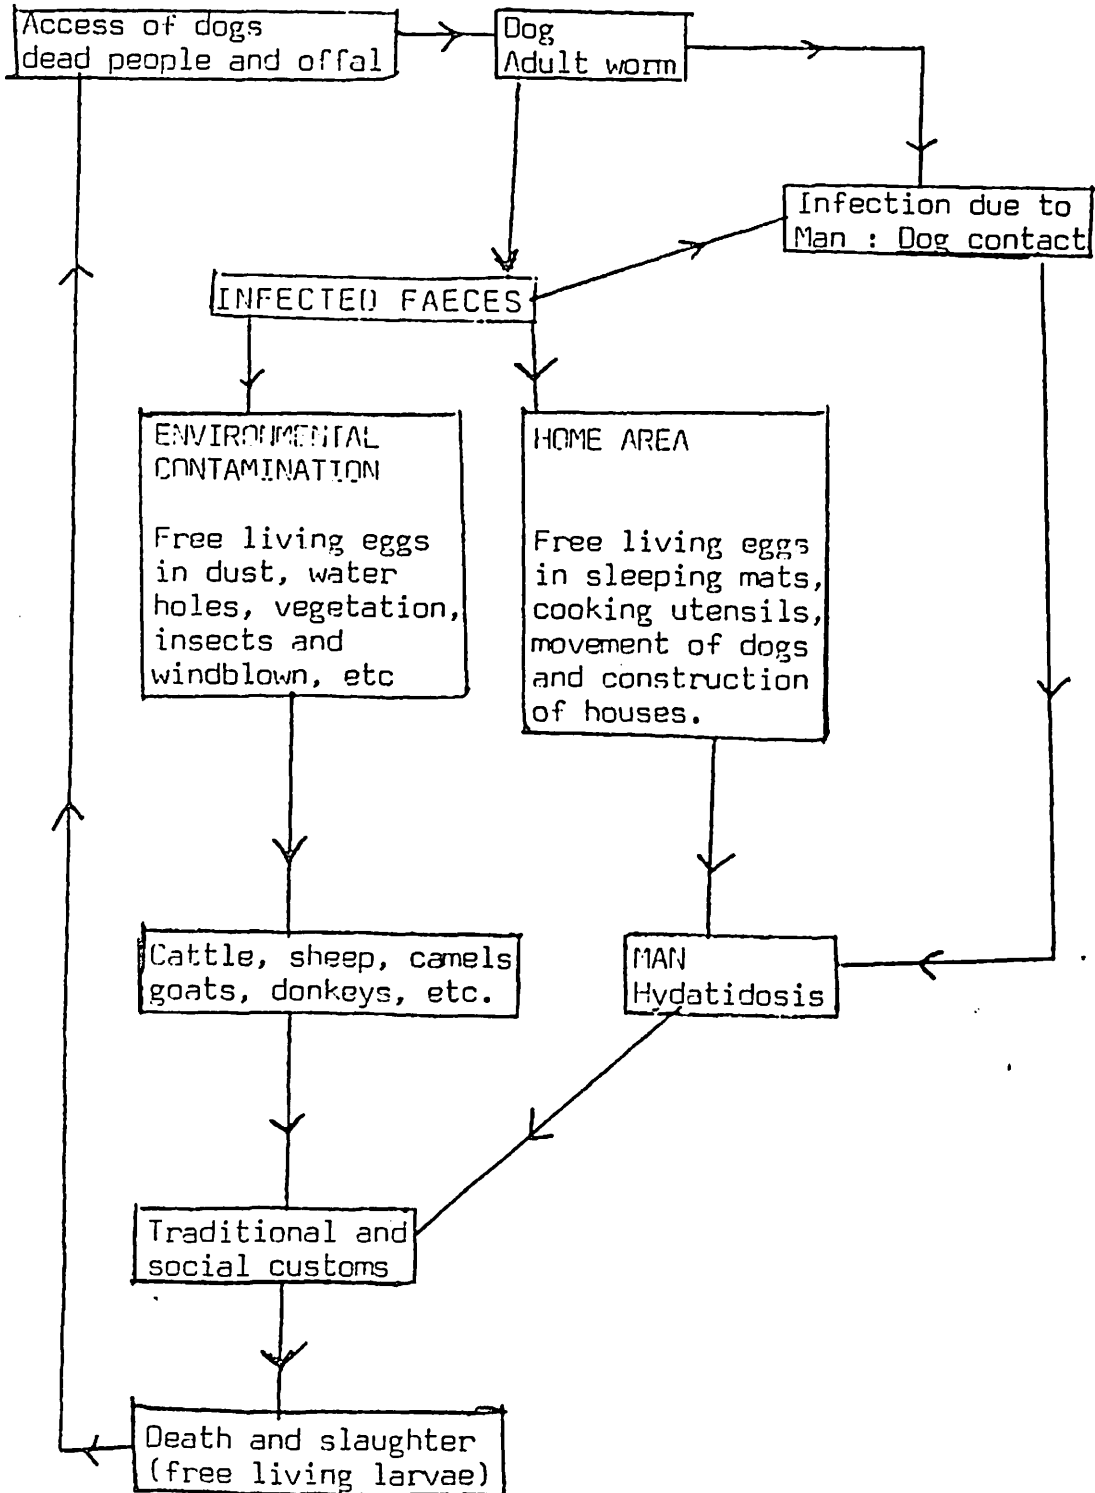 Access of dogs
dead people and offal
Dog
Adult worm
Infection due to
Man : Dog contact
INFECTED FAECES
ENVIRONMENTAL
CONTAMINATION
Free living eggs
in dust, water
holes, vegetation,
insects and
windblown, etc
HOME AREA
Free living eggs
in sleeping mats,
cooking utensils,
movement of dogs
and construction
of houses.
Cattle, sheep, camels
goats, donkeys, etc.
MAN
Hydatidosis
Traditional and
social customs
Death and slaughter
(free living larvae)